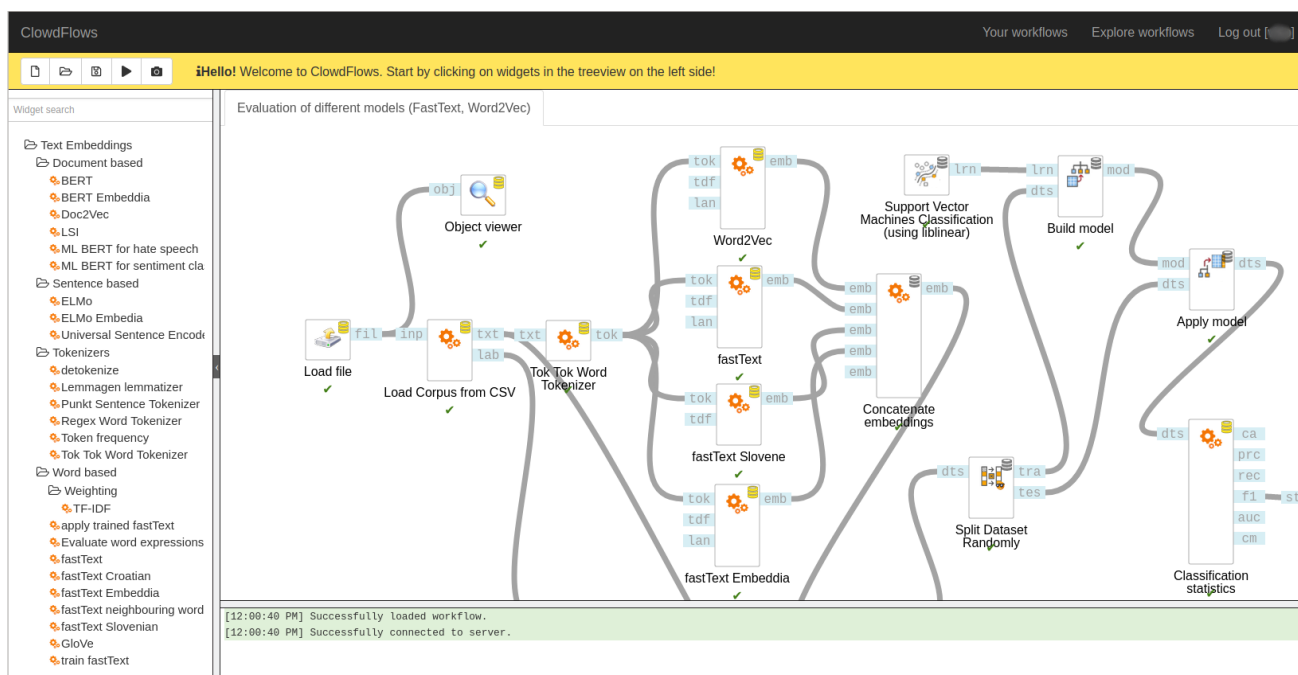 ClowdFlows
Your workflows Explore workflows Log out [
]
iHello! Welcome to ClowdFlows. Start by clicking on widgets in the treeview on the left side!
Widget search
Text Embeddings
Document based
BERT
BERT Embeddia
Doc2Vec
LSI
ML BERT for hate speech
ML BERT for sentiment cla
Sentence based
ELMo
ELMo Embedia
Universal Sentence Encode
Tokenizers
detokenize
Lemmagen lemmatizer
Punkt Sentence Tokenizer
Regex Word Tokenizer
Token frequency
Tok Tok Word Tokenizer
Word based
Weighting
TF-IDF
apply trained fastText
Evaluate word expressions
fastText
fastText Croatian
fastText Embeddia
fastText neighbouring word
fastText Slovenian
GloVe
train fastText
Evaluation of different models (FastText, Word2Vec)
fil
Load file
obj
Object viewer
inp
txt
lab
Load Corpus from CSV
txt
tok
Tok Tok Word
Tokenizer
tok
tdf
lan
emb
Word2Vec
tok
tdf
lan
emb
fastText
tok
tdf
emb
fastText Slovene
tok
tdf
lan
emb
fastText Embeddia
emb
emb
emb
emb
emb
emb
Concatenate
embeddings
lrn
Support Vector
Machines Classification
(using liblinear)
lrn
dts
mod
Build model
mod
dts
dts
Apply model
dts
tra
tes
Split Dataset
Randomly
dts
ca
prc
rec
f1
auc
cm
st
Classification
statistics
[12:00:40 PM] Successfully loaded workflow.
[12:00:40 PM] Successfully connected to server.